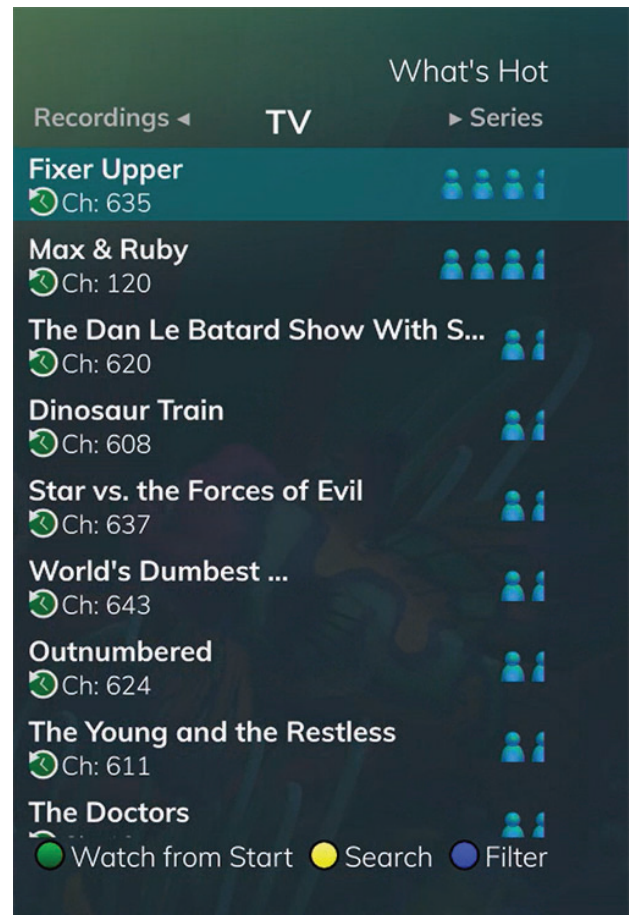 What's Hot
Recordings ◂ TV ▸ Series
Fixer Upper
Ch: 635
Max & Ruby
Ch: 120
The Dan Le Batard Show With S...
Ch: 620
Dinosaur Train
Ch: 608
Star vs. the Forces of Evil
Ch: 637
World's Dumbest ...
Ch: 643
Outnumbered
Ch: 624
The Young and the Restless
Ch: 611
The Doctors
Watch from Start Search Filter